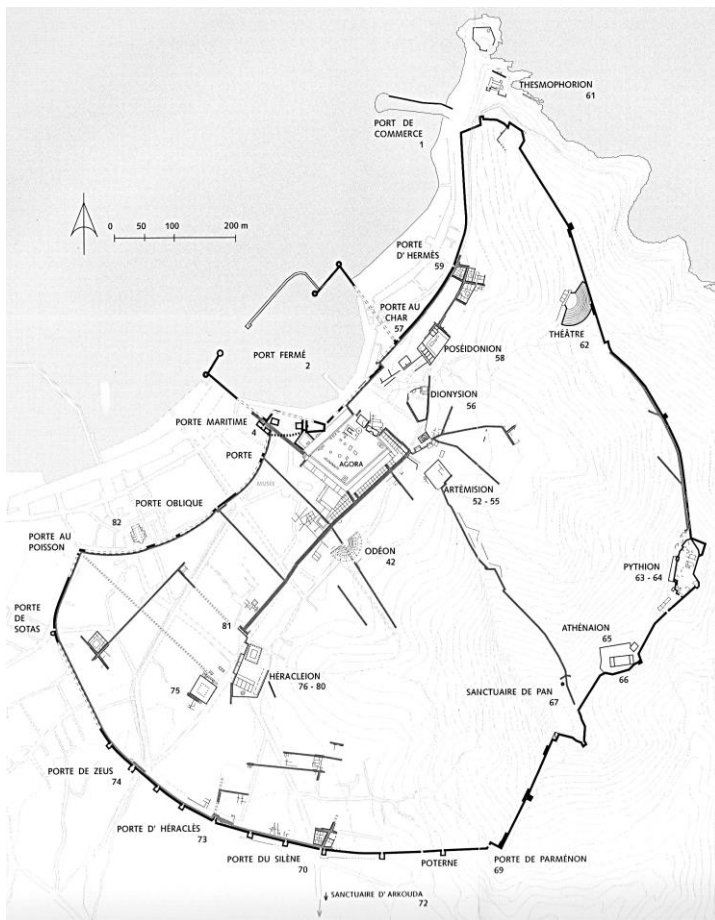 THESMOPHORION
61
PORT DE
COMMERCE
1
0 50 100 200 m
PORTE
D' HERMÈS
59
PORTE AU
CHAR
57
THÉÂTRE
62
POSÉIDONION
58
PORT FERMÉ
2
DIONYSION
56
PORTE MARITIME
4
PORTE
AGORA
MUSÉE
ARTÉMISION
52 - 55
PORTE OBLIQUE
82
ODÉON
42
PORTE AU
POISSON
PYTHION
63 - 64
PORTE
DE
SOTAS
81
ATHÉNAION
65
66
HÉRACLEION
76 - 80
75
SANCTUAIRE DE PAN
67
PORTE DE ZEUS
74
PORTE D' HÉRACLÈS
73
PORTE DU SILÈNE
70
POTERNE
PORTE DE PARMÉNON
69
SANCTUAIRE D' ARKOUDA
72